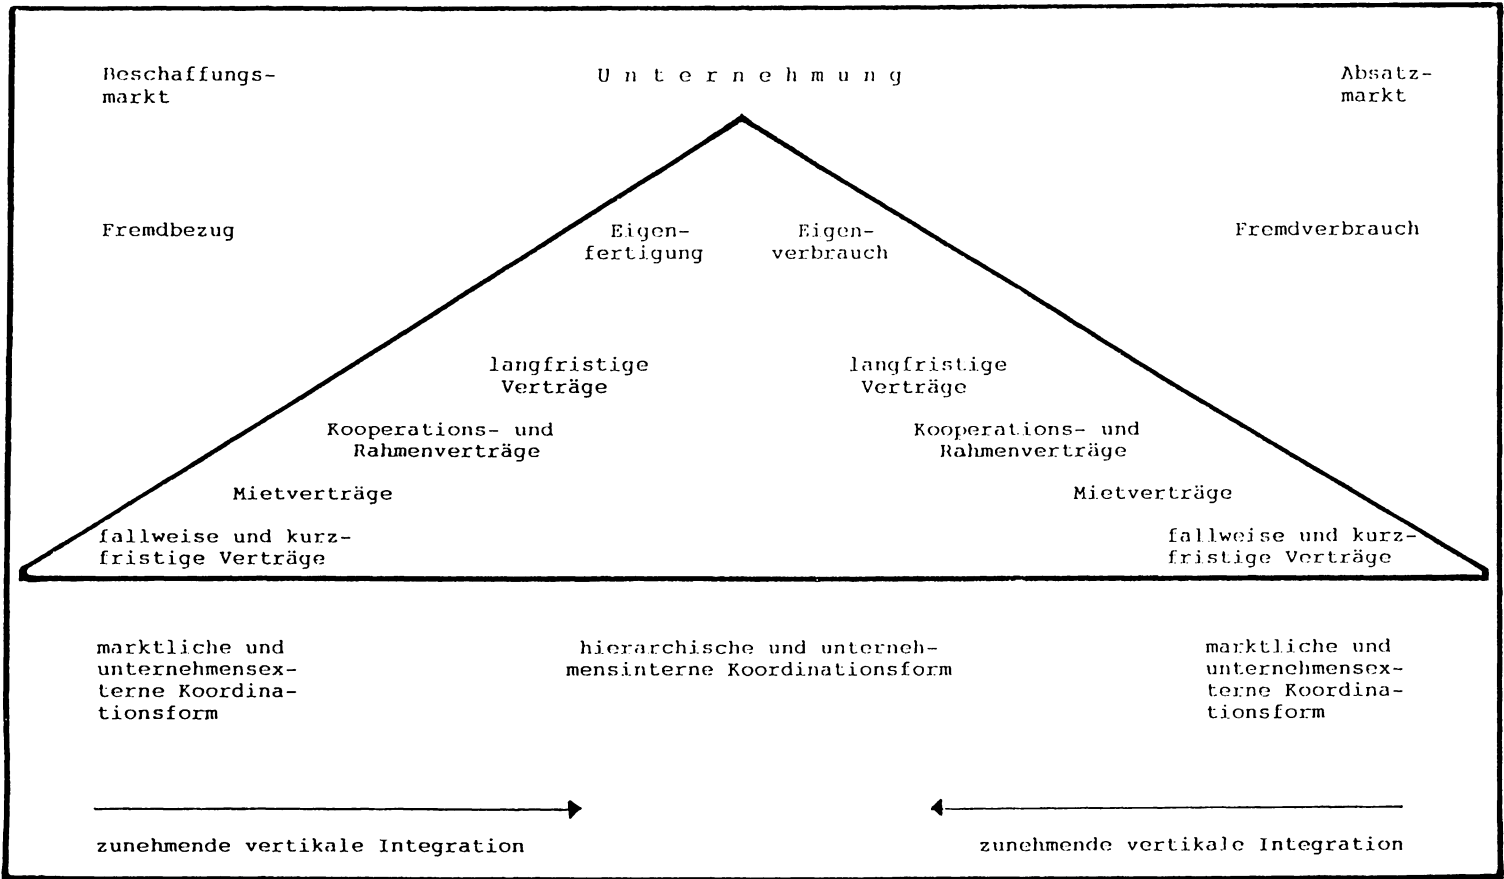 Beschaffungs-
markt
Unternehmung
Absatz-
markt
Fremdbezug
Eigen-
fertigung
Eigen-
verbrauch
Fremdverbrauch
langfristige
Verträge
langfristige
Verträge
Kooperations- und
Rahmenverträge
Kooperations- und
Rahmenverträge
Mietverträge
Mietverträge
fallweise und kurz-
fristige Verträge
fallweise und kurz-
fristige Verträge
marktliche und
unternehmensex-
terne Koordina-
tionsform
hierarchische und unterneh-
mensinterne Koordinationsform
marktliche und
unternehmensex-
terne Koordina-
tionsform
zunehmende vertikale Integration
zunehmende vertikale Integration